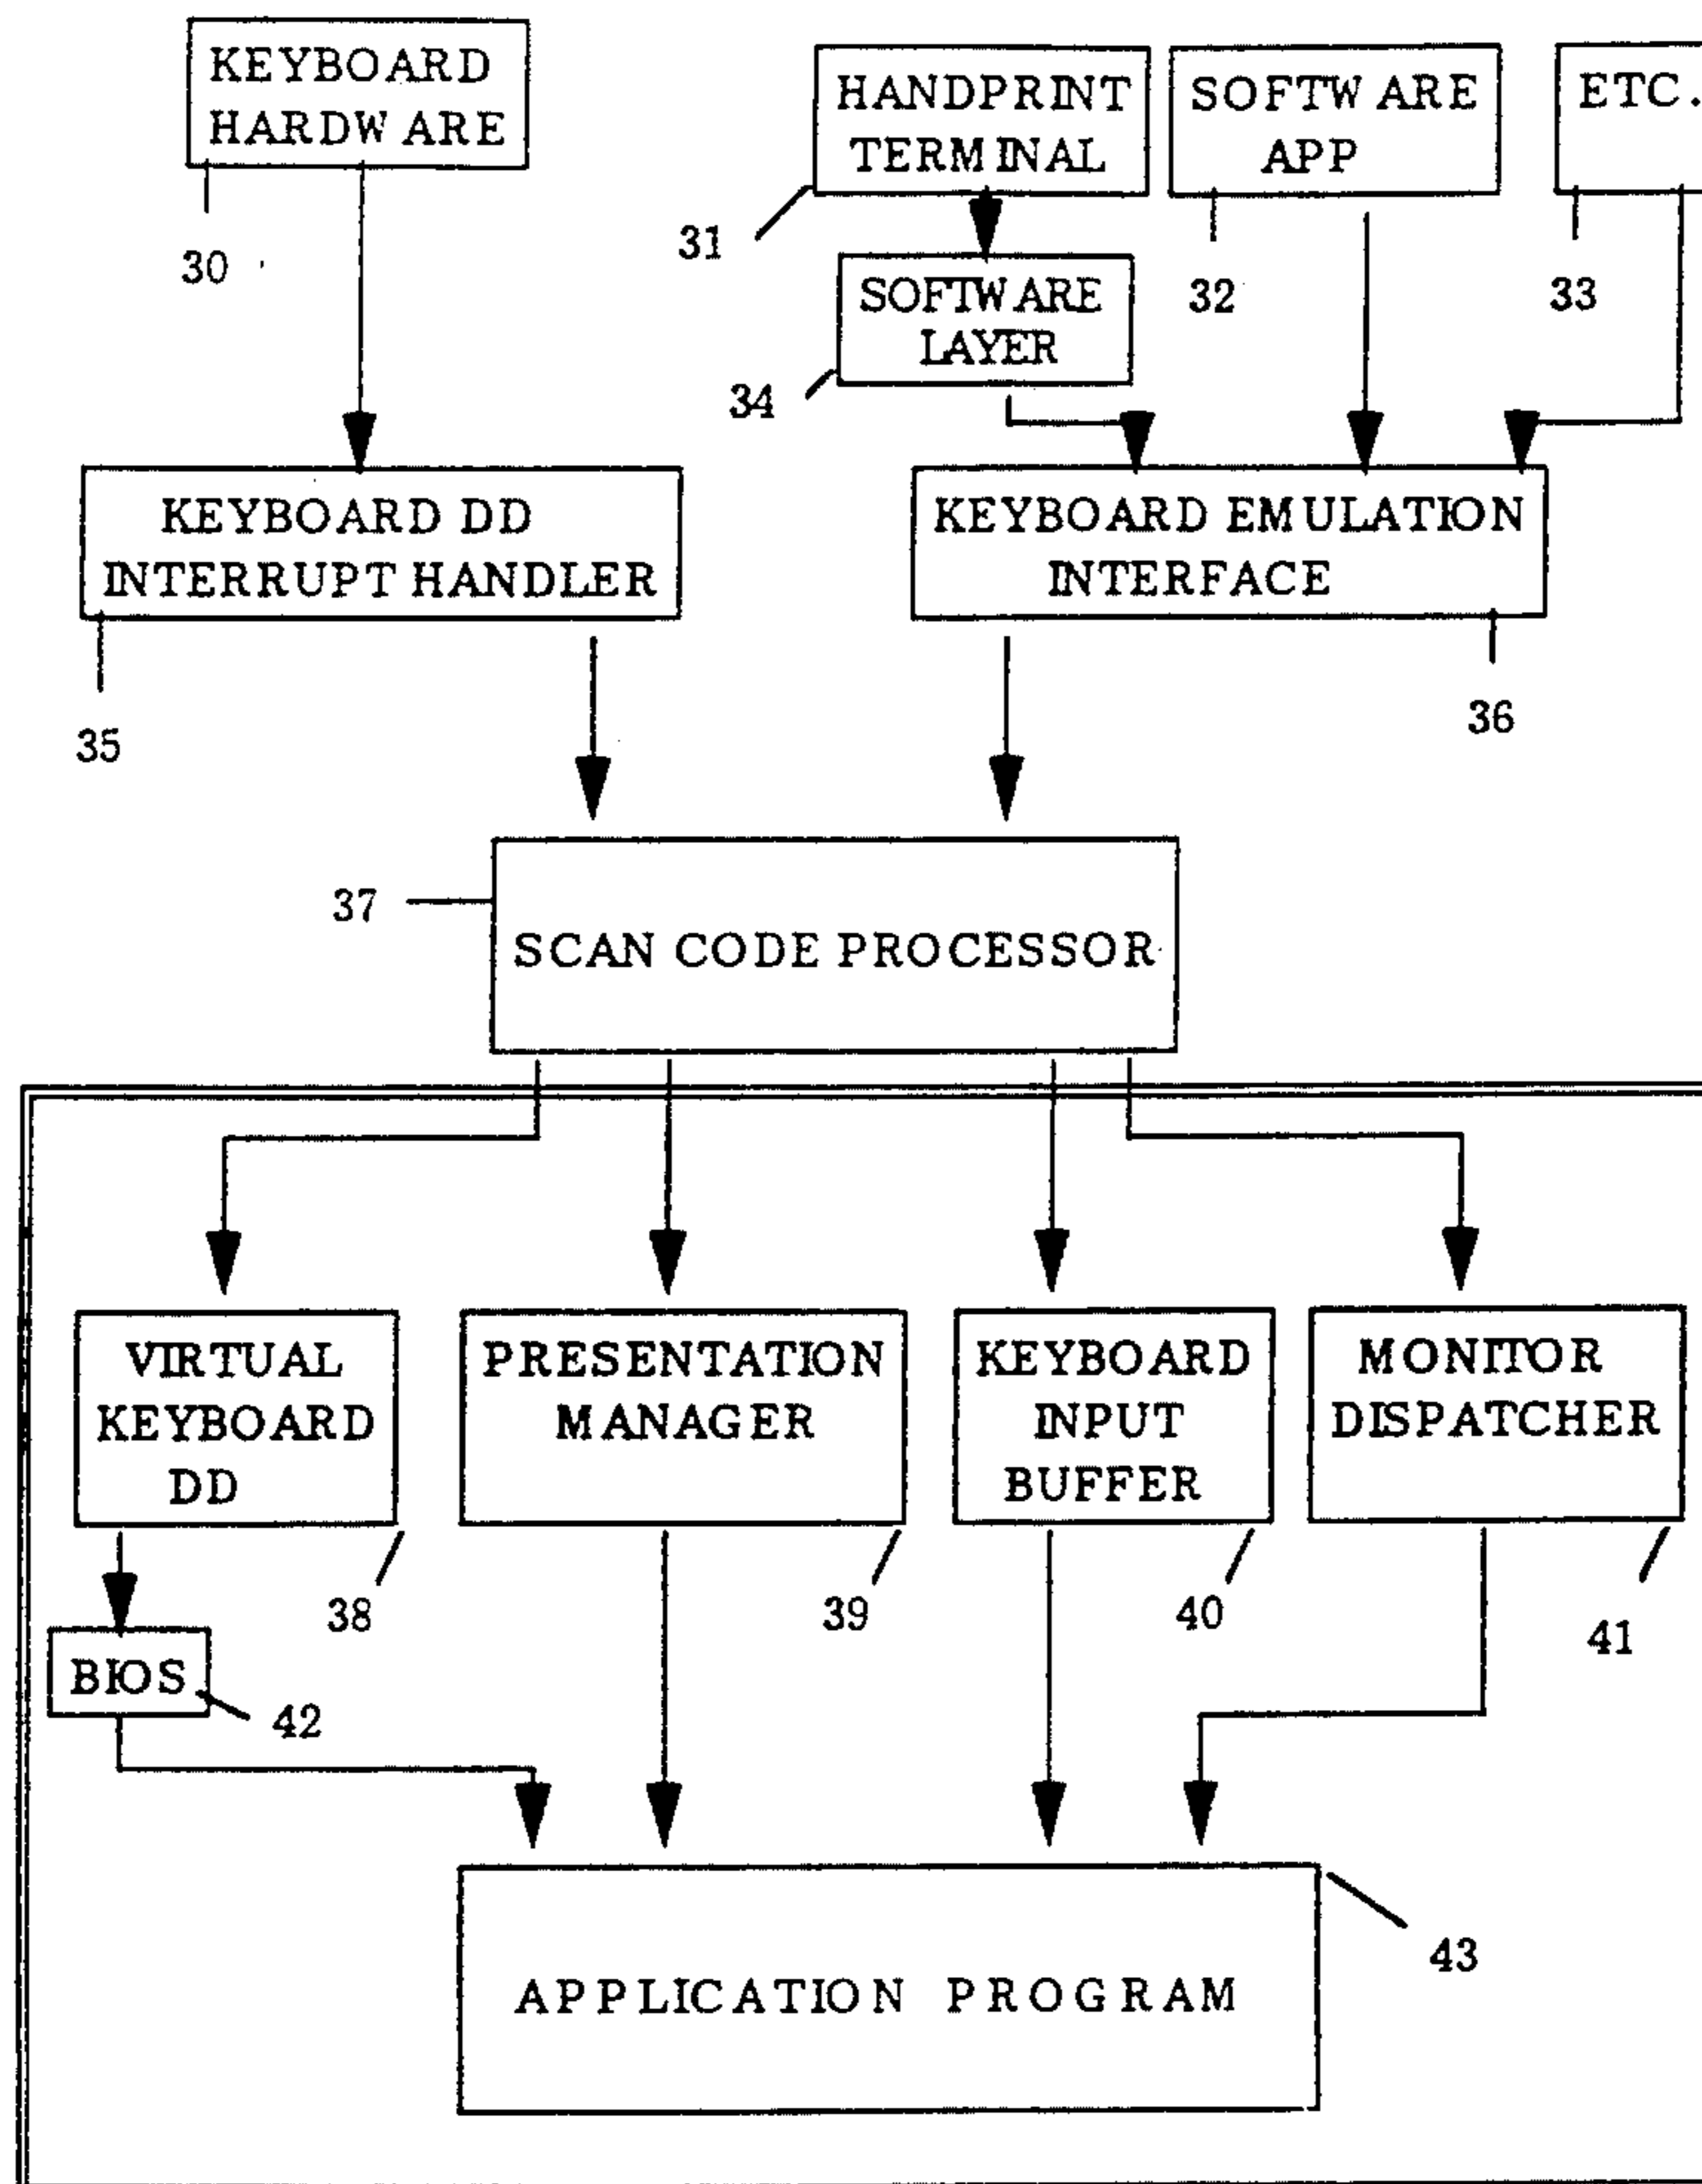 KEYBOARD
HARDWARE
HANDPRINT
TERMINAL
SOFTWARE
APP
ETC.
30
31
32
33
SOFTWARE
LAYER
34
KEYBOARD DD
INTERRUPT HANDLER
KEYBOARD EMULATION
INTERFACE
35
36
37
SCAN CODE PROCESSOR
VIRTUAL
KEYBOARD
DD
PRESENTATION
MANAGER
KEYBOARD
INPUT
BUFFER
MONITOR
DISPATCHER
38
39
40
41
BIOS
42
43
APPLICATION PROGRAM